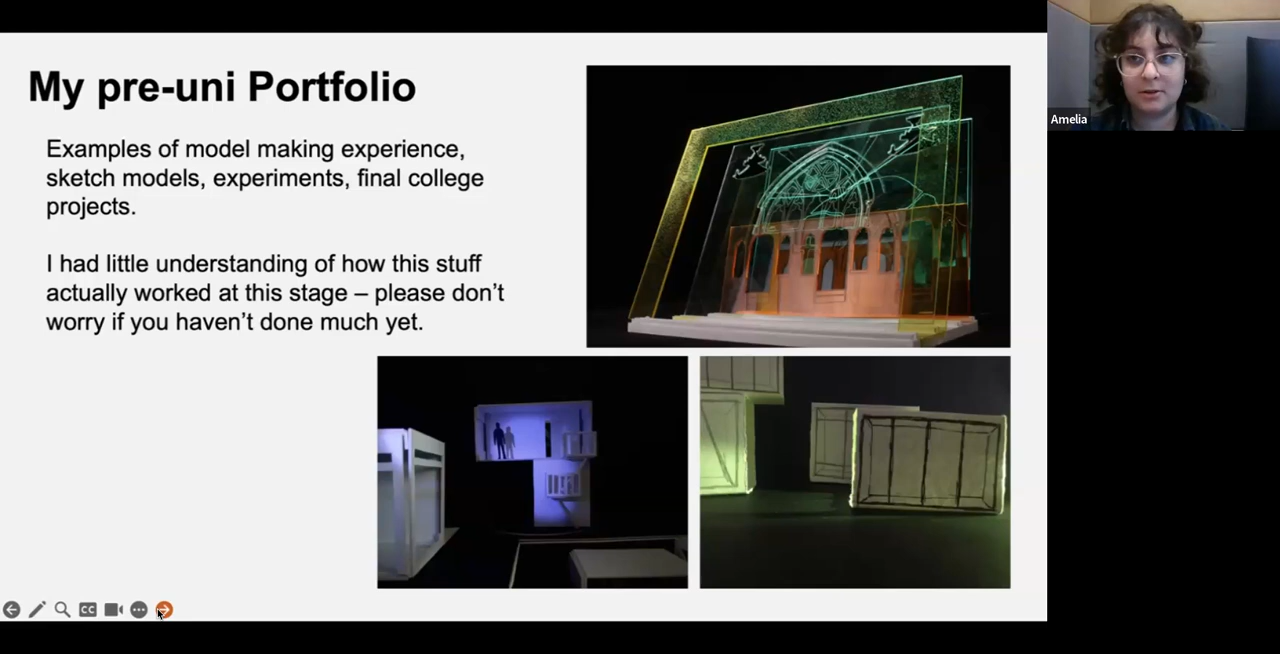 My pre-uni Portfolio
Examples of model making experience,
sketch models, experiments, final college
projects.
I had little understanding of how this stuff
actually worked at this stage – please don’t
worry if you haven’t done much yet.
Amelia
CC